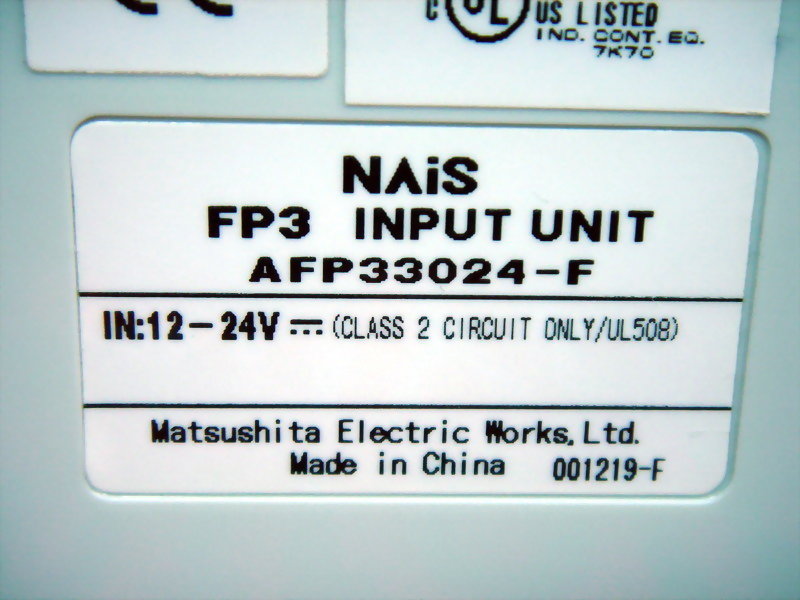 C UL US LISTED
IND. CONT. EQ.
7K70
NAiS
FP3 INPUT UNIT
AFP33024-F
IN:12-24V ⎓ (CLASS 2 CIRCUIT ONLY/UL508)
Matsushita Electric Works, Ltd.
Made in China 001219-F